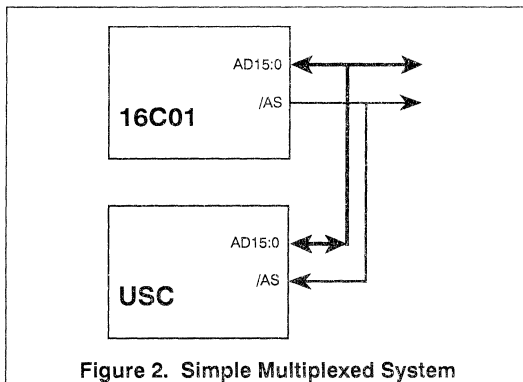 AD15:0
/AS
16C01
AD15:0
/AS
USC
Figure 2. Simple Multiplexed System